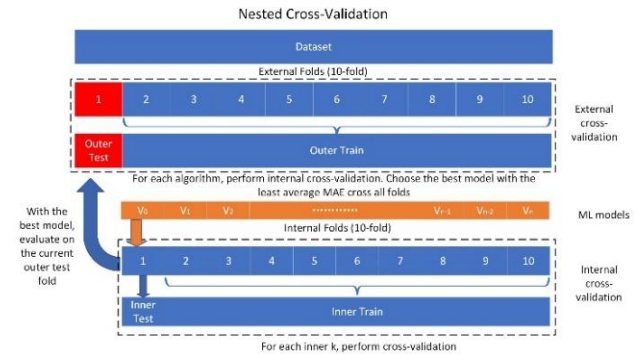 Nested Cross-Validation
Dataset
External Folds (10-fold)
1 2 3 4 5 6 7 8 9 10
External
cross-
validation
Outer
Test
Outer Train
For each algorithm, perform internal cross-validation. Choose the best model with the
least average MAE cross all folds
With the
best model,
evaluate on
the current
outer test
fold
V₀ V₁ V₂ ............ Vₙ₋₁ Vₙ₋₂ Vₙ
ML models
Internal Folds (10-fold)
1 2 3 4 5 6 7 8 9 10
Internal
cross-
validation
Inner
Test
Inner Train
For each inner k, perform cross-validation